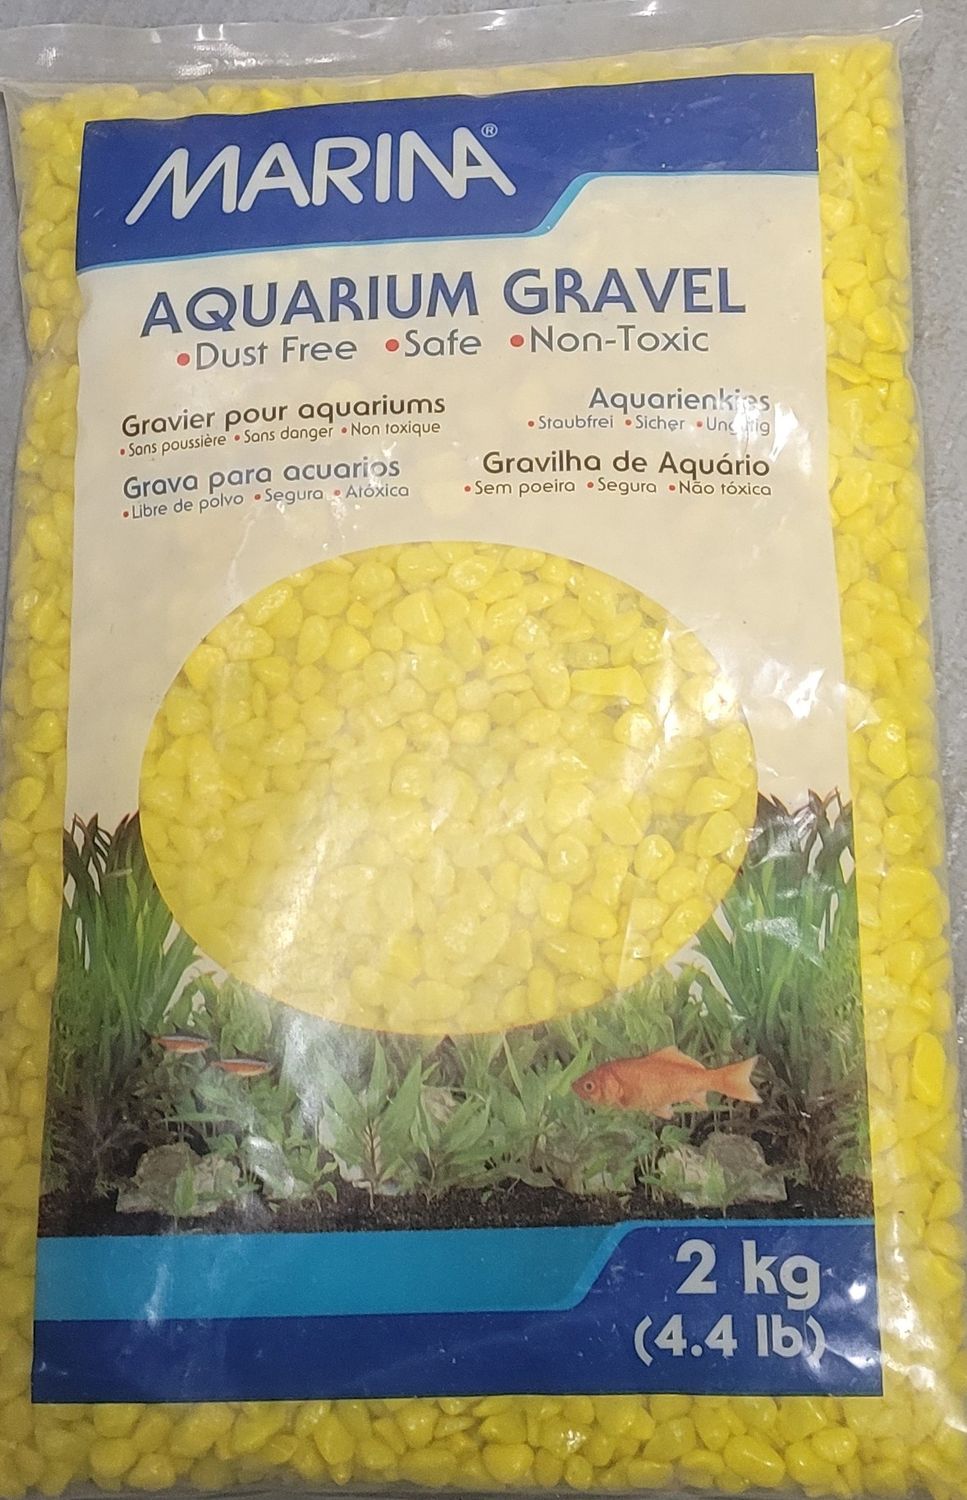 MARINA®
AQUARIUM GRAVEL
•Dust Free •Safe •Non-Toxic
Gravier pour aquariums
•Sans poussière •Sans danger •Non toxique
Grava para acuarios
•Libre de polvo •Segura •Atóxica
Aquarienkies
•Staubfrei •Sicher •Ungiftig
Gravilha de Aquário
•Sem poeira •Segura •Não tóxica
2 kg
(4.4 lb)